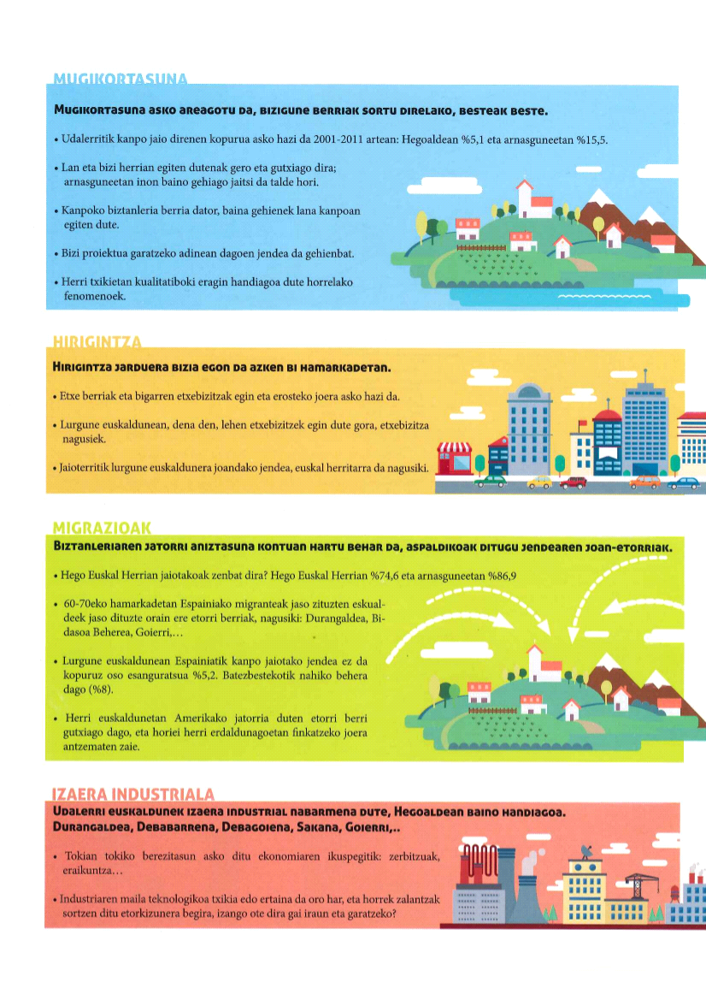 MUGIKORTASUNA
Mugikortasuna asko areagotu da, bizigune berriak sortu direlako, besteak beste.
• Udalerritik kanpo jaio direnen kopurua asko hazi da 2001-2011 artean: Hegoaldean %5,1 eta arnasguneetan %15,5.
• Lan eta bizi herrian egiten dutenak gero eta gutxiago dira;
arnasguneetan inon baino gehiago jaitsi da talde hori.
• Kanpoko biztanleria berria dator, baina gehienek lana kanpoan
egiten dute.
• Bizi proiektua garatzeko adinean dagoen jendea da gehienbat.
• Herri txikietan kualitatiboki eragin handiagoa dute horrelako
fenomenoek.
HIRIGINTZA
Hirigintza jarduera bizia egon da azken bi hamarkadetan.
• Etxe berriak eta bigarren etxebizitzak egin eta erosteko joera asko hazi da.
• Lurgune euskaldunean, dena den, lehen etxebizitzek egin dute gora, etxebizitza
nagusiek.
• Jaioterritik lurgune euskaldunera joandako jendea, euskal herritarra da nagusiki.
MIGRAZIOAK
Biztanleriaren jatorri aniztasuna kontuan hartu behar da, aspaldikoak ditugu jendearen joan-etorriak.
• Hego Euskal Herrian jaiotakoak zenbat dira? Hego Euskal Herrian %74,6 eta arnasguneetan %86,9
• 60-70eko hamarkadetan Espainiako migranteak jaso zituzten eskual-
deek jaso dituzte orain ere etorri berriak, nagusiki: Durangaldea, Bi-
dasoa Beherea, Goierri,…
• Lurgune euskaldunean Espainiatik kanpo jaiotako jendea ez da
kopuruz oso esanguratsua %5,2. Batezbestekotik nahiko behera
dago (%8).
• Herri euskaldunetan Amerikako jatorria duten etorri berri
gutxiago dago, eta horiei herri erdaldunagoetan finkatzeko joera
antzematen zaie.
IZAERA INDUSTRIALA
Udalerri euskaldunek izaera industrial nabarmena dute, Hegoaldean baino handiagoa.
Durangaldea, Debabarrena, Debagoiena, Sakana, Goierri,..
• Tokian tokiko berezitasun asko ditu ekonomiaren ikuspegitik: zerbitzuak,
eraikuntza…
• Industriaren maila teknologikoa txikia edo ertaina da oro har, eta horrek zalantzak
sortzen ditu etorkizunera begira, izango ote dira gai iraun eta garatzeko?